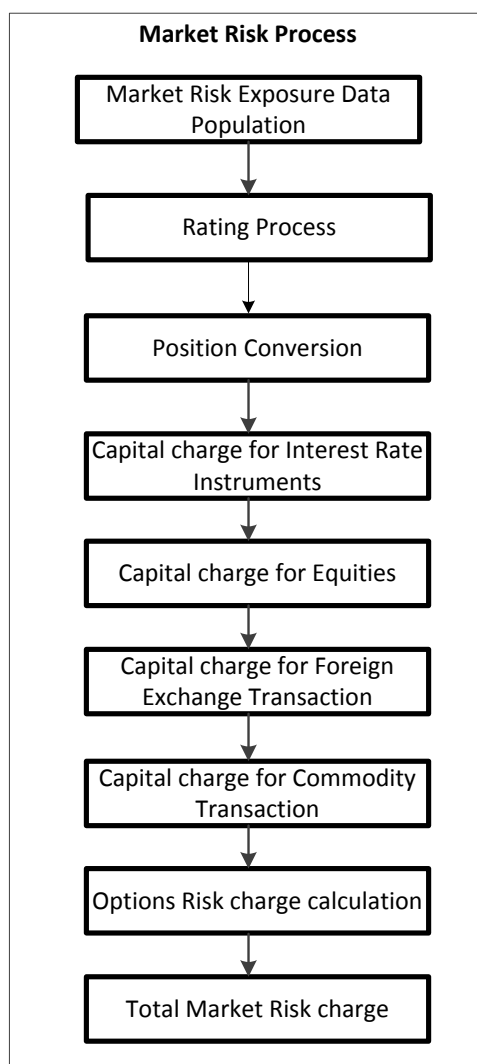 Market Risk Process
Market Risk Exposure Data
Population
Rating Process
Position Conversion
Capital charge for Interest Rate
Instruments
Capital charge for Equities
Capital charge for Foreign
Exchange Transaction
Capital charge for Commodity
Transaction
Options Risk charge calculation
Total Market Risk charge